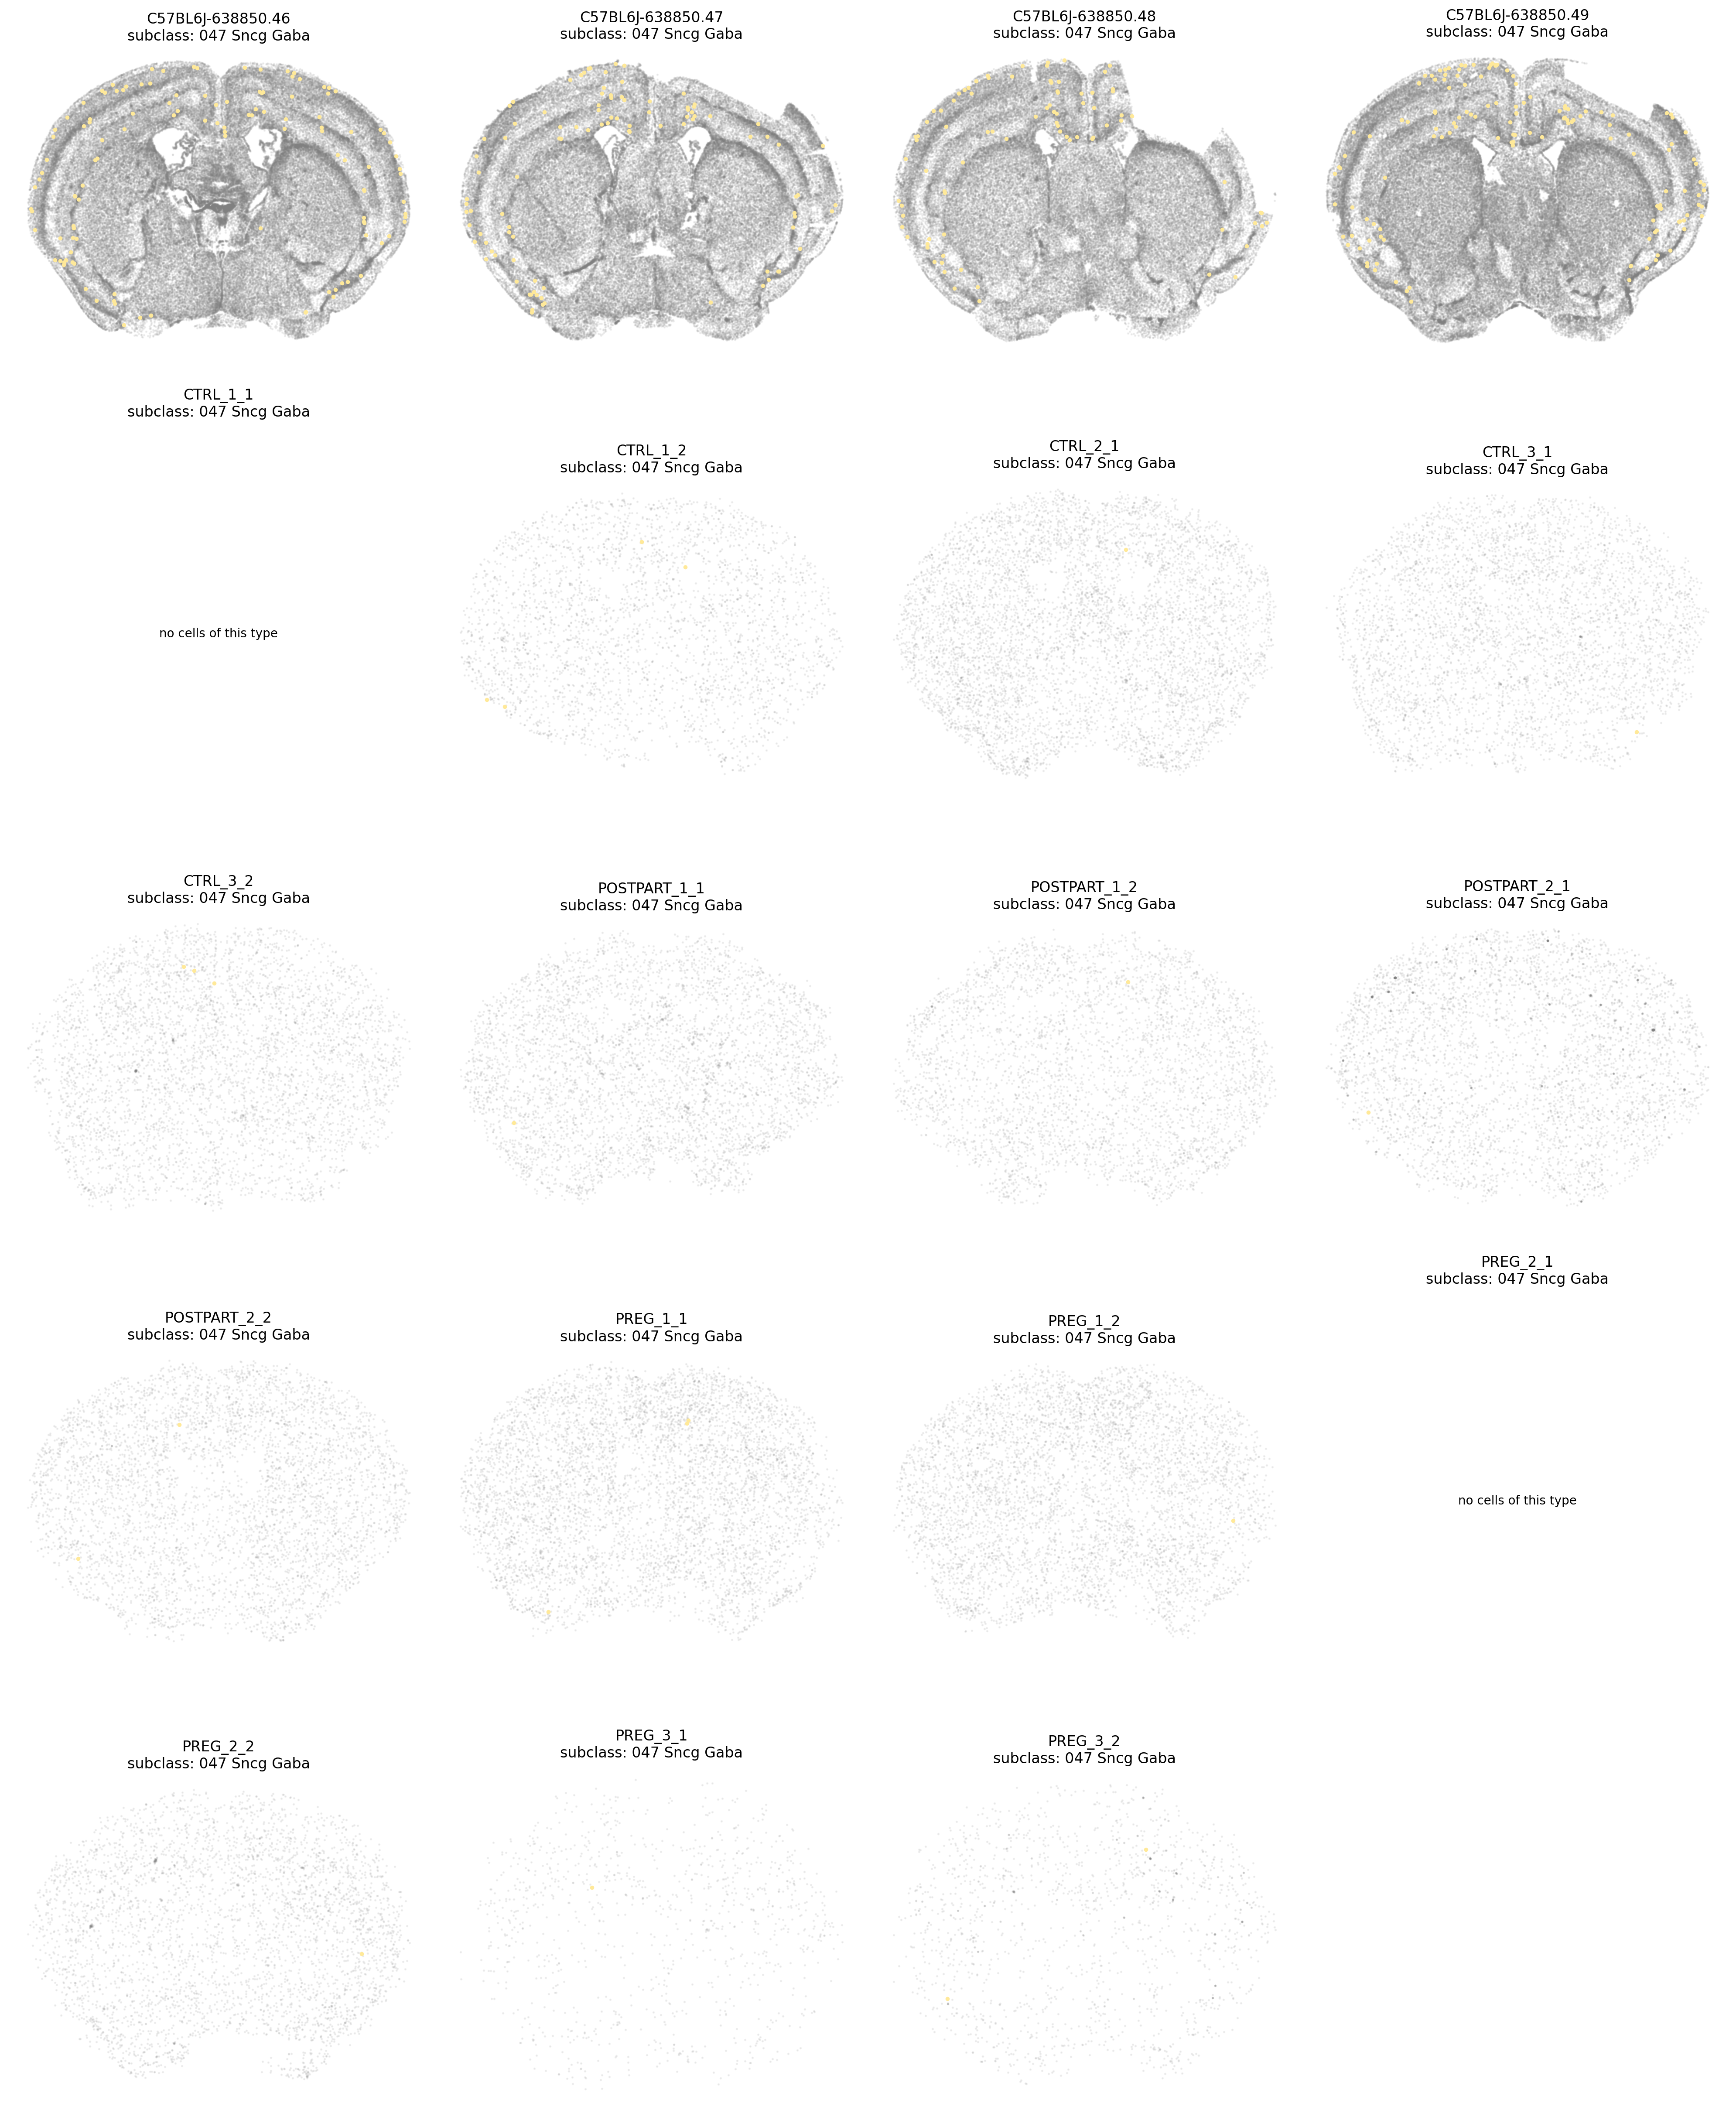 C57BL6J-638850.46
subclass: 047 Sncg Gaba
C57BL6J-638850.47
subclass: 047 Sncg Gaba
C57BL6J-638850.48
subclass: 047 Sncg Gaba
C57BL6J-638850.49
subclass: 047 Sncg Gaba
CTRL_1_1
subclass: 047 Sncg Gaba
no cells of this type
CTRL_1_2
subclass: 047 Sncg Gaba
CTRL_2_1
subclass: 047 Sncg Gaba
CTRL_3_1
subclass: 047 Sncg Gaba
CTRL_3_2
subclass: 047 Sncg Gaba
POSTPART_1_1
subclass: 047 Sncg Gaba
POSTPART_1_2
subclass: 047 Sncg Gaba
POSTPART_2_1
subclass: 047 Sncg Gaba
POSTPART_2_2
subclass: 047 Sncg Gaba
PREG_1_1
subclass: 047 Sncg Gaba
PREG_1_2
subclass: 047 Sncg Gaba
PREG_2_1
subclass: 047 Sncg Gaba
no cells of this type
PREG_2_2
subclass: 047 Sncg Gaba
PREG_3_1
subclass: 047 Sncg Gaba
PREG_3_2
subclass: 047 Sncg Gaba